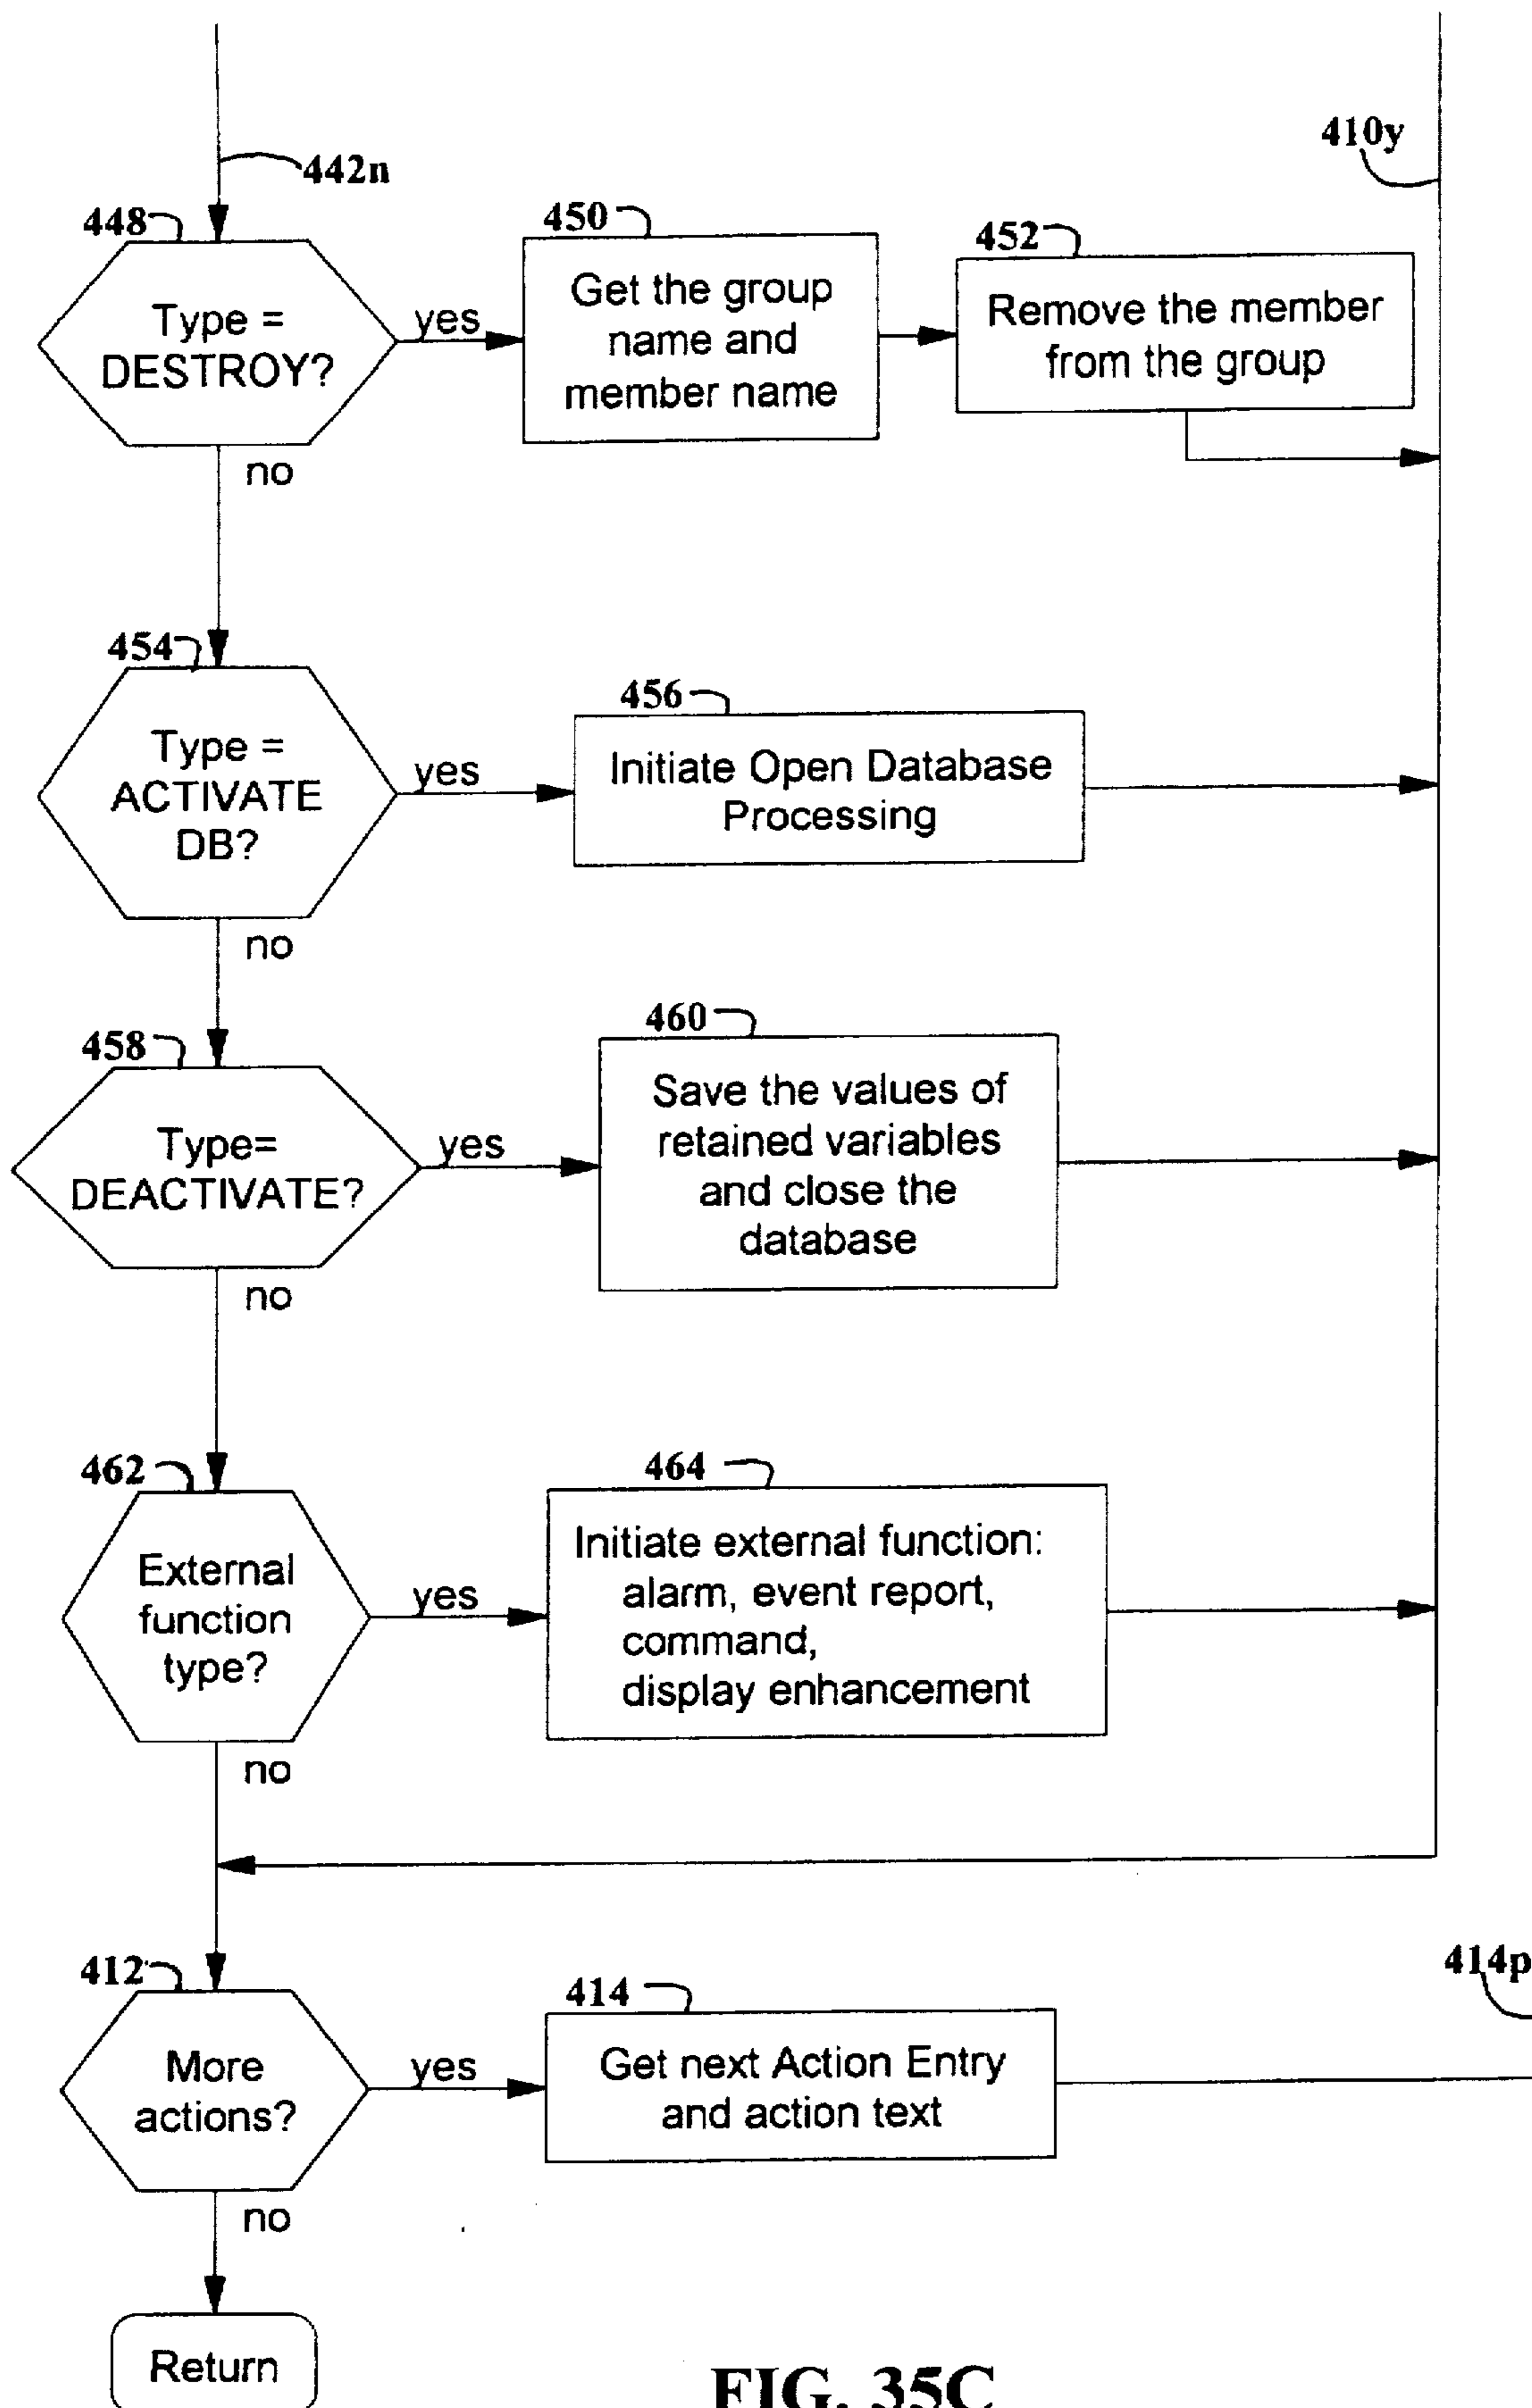 410y
442n
448
450
452
Type =
DESTROY?
yes
Get the group
name and
member name
Remove the member
from the group
no
454
456
Type =
ACTIVATE
DB?
yes
Initiate Open Database
Processing
no
458
460
Type=
DEACTIVATE?
yes
Save the values of
retained variables
and close the
database
no
462
464
External
function
type?
yes
Initiate external function:
alarm, event report,
command,
display enhancement
no
412
414
414p
More
actions?
yes
Get next Action Entry
and action text
no
Return
FIG. 35C